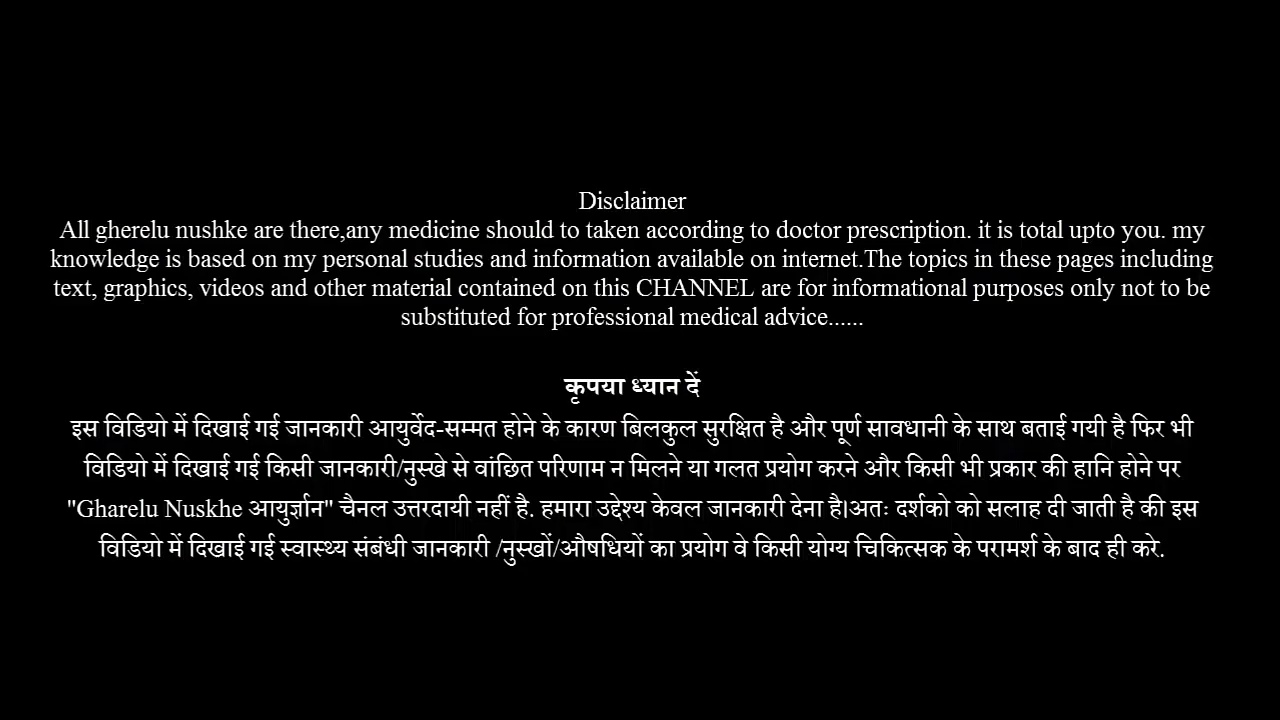 Disclaimer
All gherelu nushke are there,any medicine should to taken according to doctor prescription. it is total upto you. my
knowledge is based on my personal studies and information available on internet.The topics in these pages including
text, graphics, videos and other material contained on this CHANNEL are for informational purposes only not to be
substituted for professional medical advice......
कृपया ध्यान दें
इस विडियो में दिखाई गई जानकारी आयुर्वेद-सम्मत होने के कारण बिलकुल सुरक्षित है और पूर्ण सावधानी के साथ बताई गयी है फिर भी
विडियो में दिखाई गई किसी जानकारी/नुस्खे से वांछित परिणाम न मिलने या गलत प्रयोग करने और किसी भी प्रकार की हानि होने पर
"Gharelu Nuskhe आयुर्ज्ञान" चैनल उत्तरदायी नहीं है. हमारा उद्देश्य केवल जानकारी देना है।अतः दर्शको को सलाह दी जाती है की इस
विडियो में दिखाई गई स्वास्थ्य संबंधी जानकारी /नुस्खों/औषधियों का प्रयोग वे किसी योग्य चिकित्सक के परामर्श के बाद ही करे.